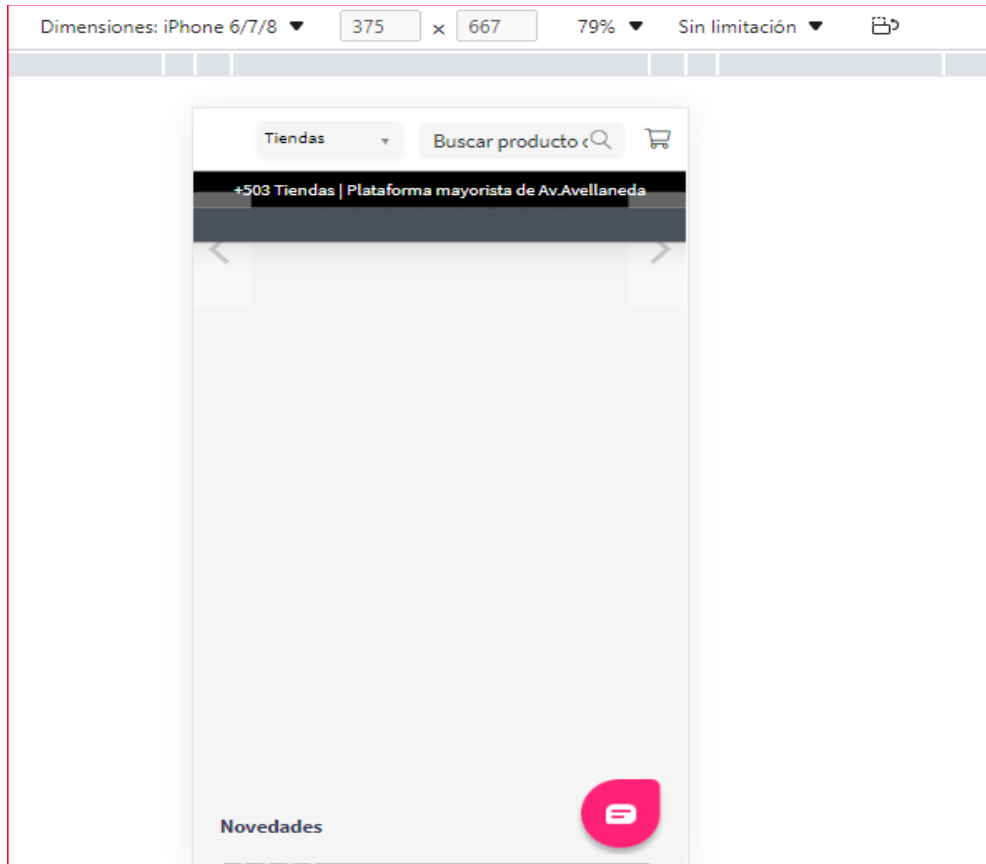 Dimensiones: iPhone 6/7/8 375 x 667 79% Sin limitación
Tiendas Buscar producto
+503 Tiendas | Plataforma mayorista de Av.Avellaneda
Novedades